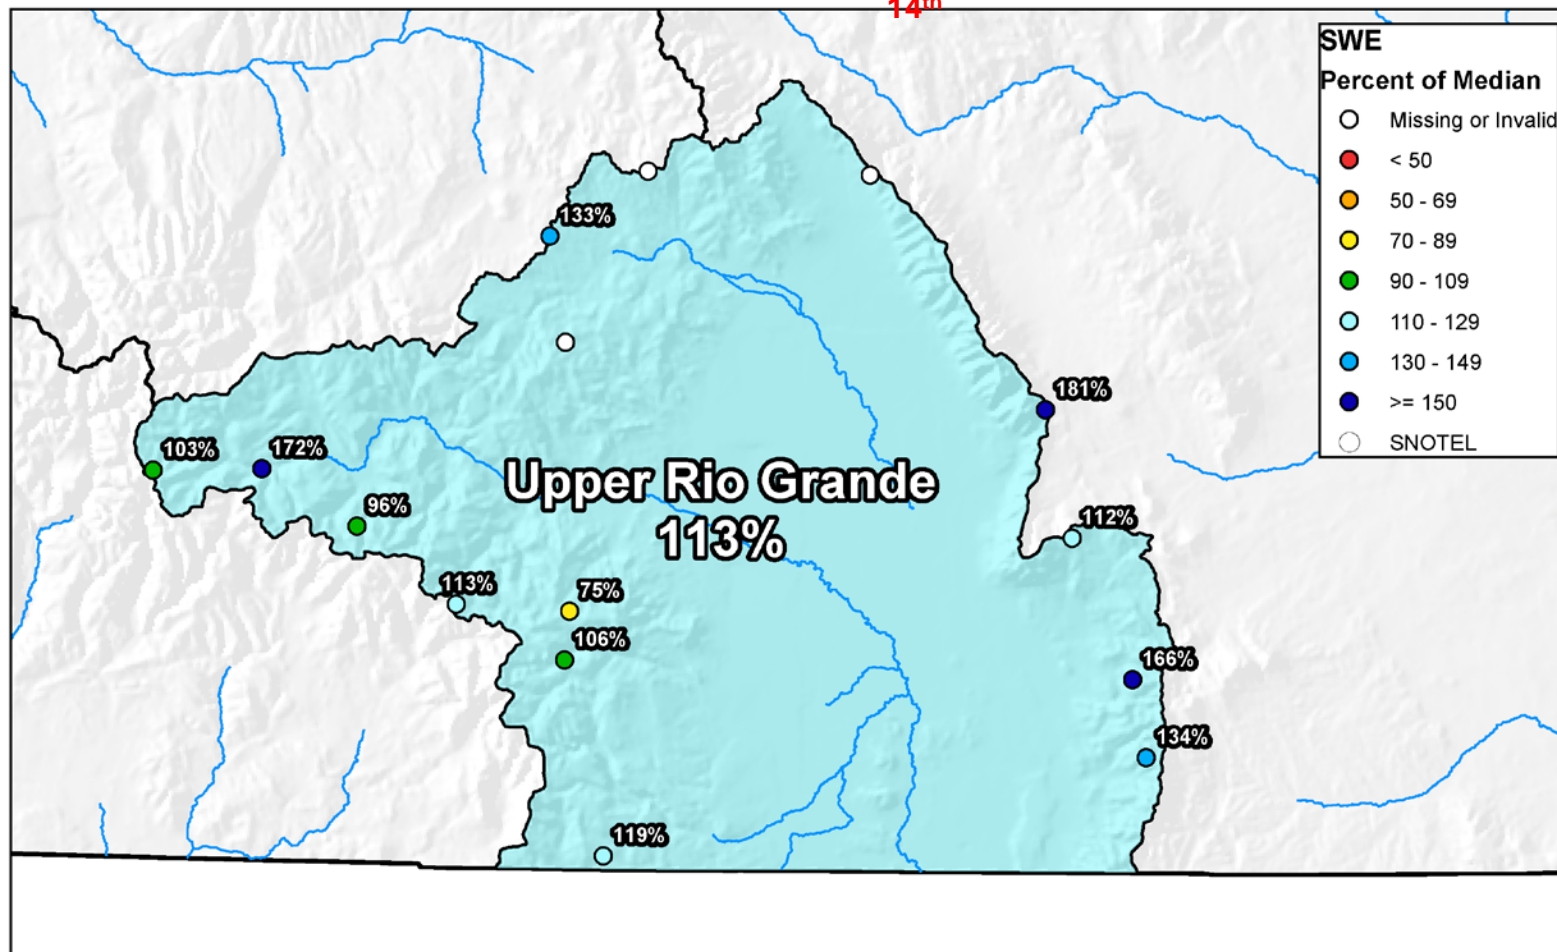 14th
SWE
Percent of Median
Missing or Invalid
< 50
50 - 69
70 - 89
90 - 109
110 - 129
130 - 149
>= 150
SNOTEL
133%
181%
103%
172%
Upper Rio Grande
113%
96%
112%
113%
75%
106%
166%
134%
119%